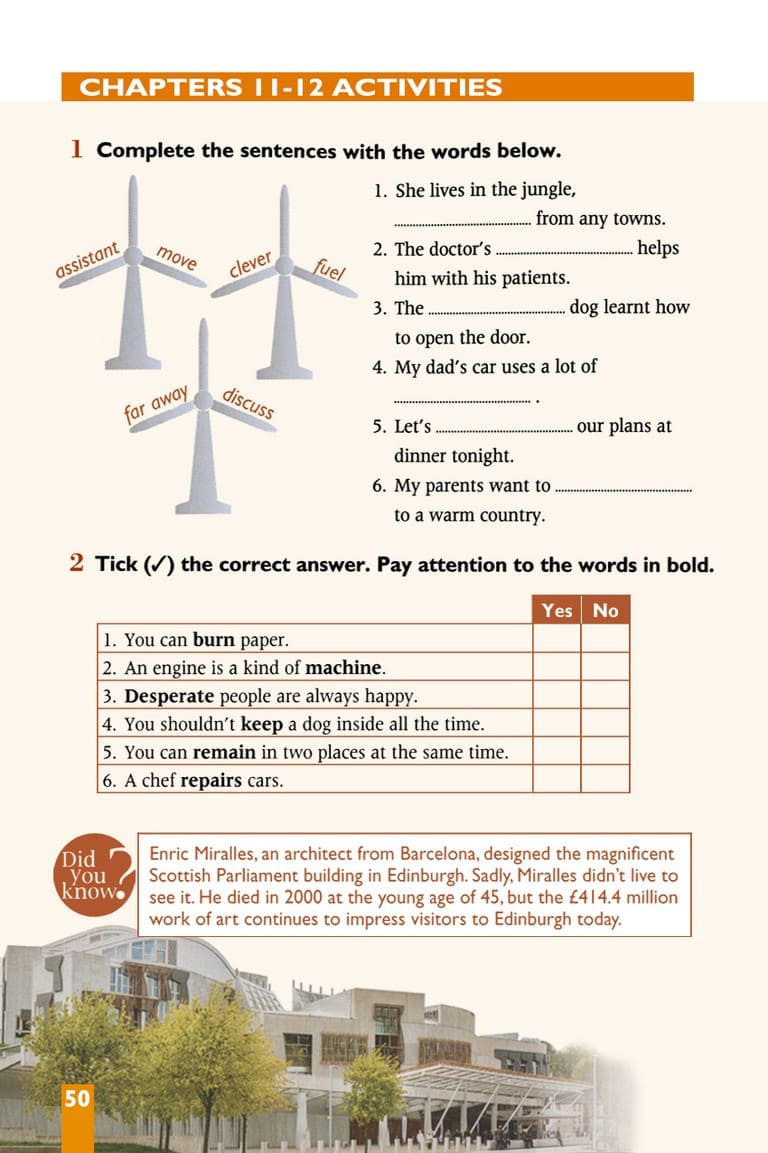 CHAPTERS 11-12 ACTIVITIES
1 Complete the sentences with the words below.
assistant
move
clever
fuel
far away
discuss
1. She lives in the jungle,
........................................ from any towns.
2. The doctor's ........................................ helps
him with his patients.
3. The ........................................ dog learnt how
to open the door.
4. My dad's car uses a lot of
........................................ .
5. Let's ........................................ our plans at
dinner tonight.
6. My parents want to ........................................
to a warm country.
2 Tick (✓) the correct answer. Pay attention to the words in bold.
Yes No
1. You can burn paper.
2. An engine is a kind of machine.
3. Desperate people are always happy.
4. You shouldn't keep a dog inside all the time.
5. You can remain in two places at the same time.
6. A chef repairs cars.
Did
you
know?
Enric Miralles, an architect from Barcelona, designed the magnificent
Scottish Parliament building in Edinburgh. Sadly, Miralles didn't live to
see it. He died in 2000 at the young age of 45, but the £414.4 million
work of art continues to impress visitors to Edinburgh today.
50